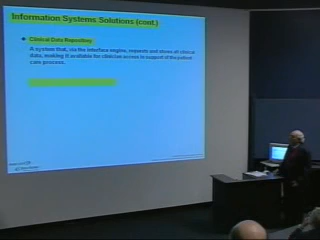 Information Systems Solutions (cont.)
Clinical Data Repository
A system that, via the interface engine, requests and stores all clinical
data, making it available for clinician access in support of the patient
care process.